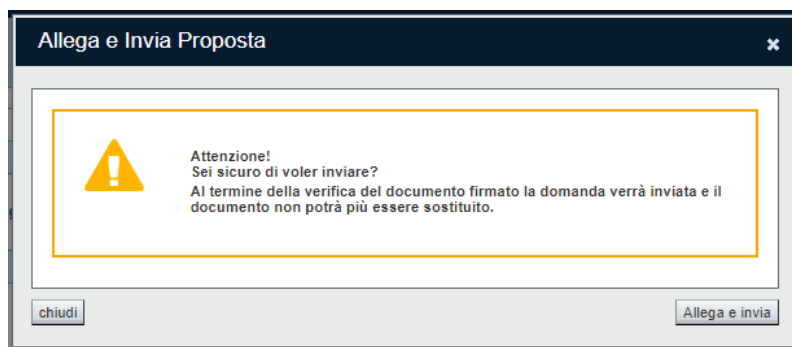 Allega e Invia Proposta
Attenzione!
Sei sicuro di voler inviare?
Al termine della verifica del documento firmato la domanda verrà inviata e il
documento non potrà più essere sostituito.
chiudi
Allega e invia